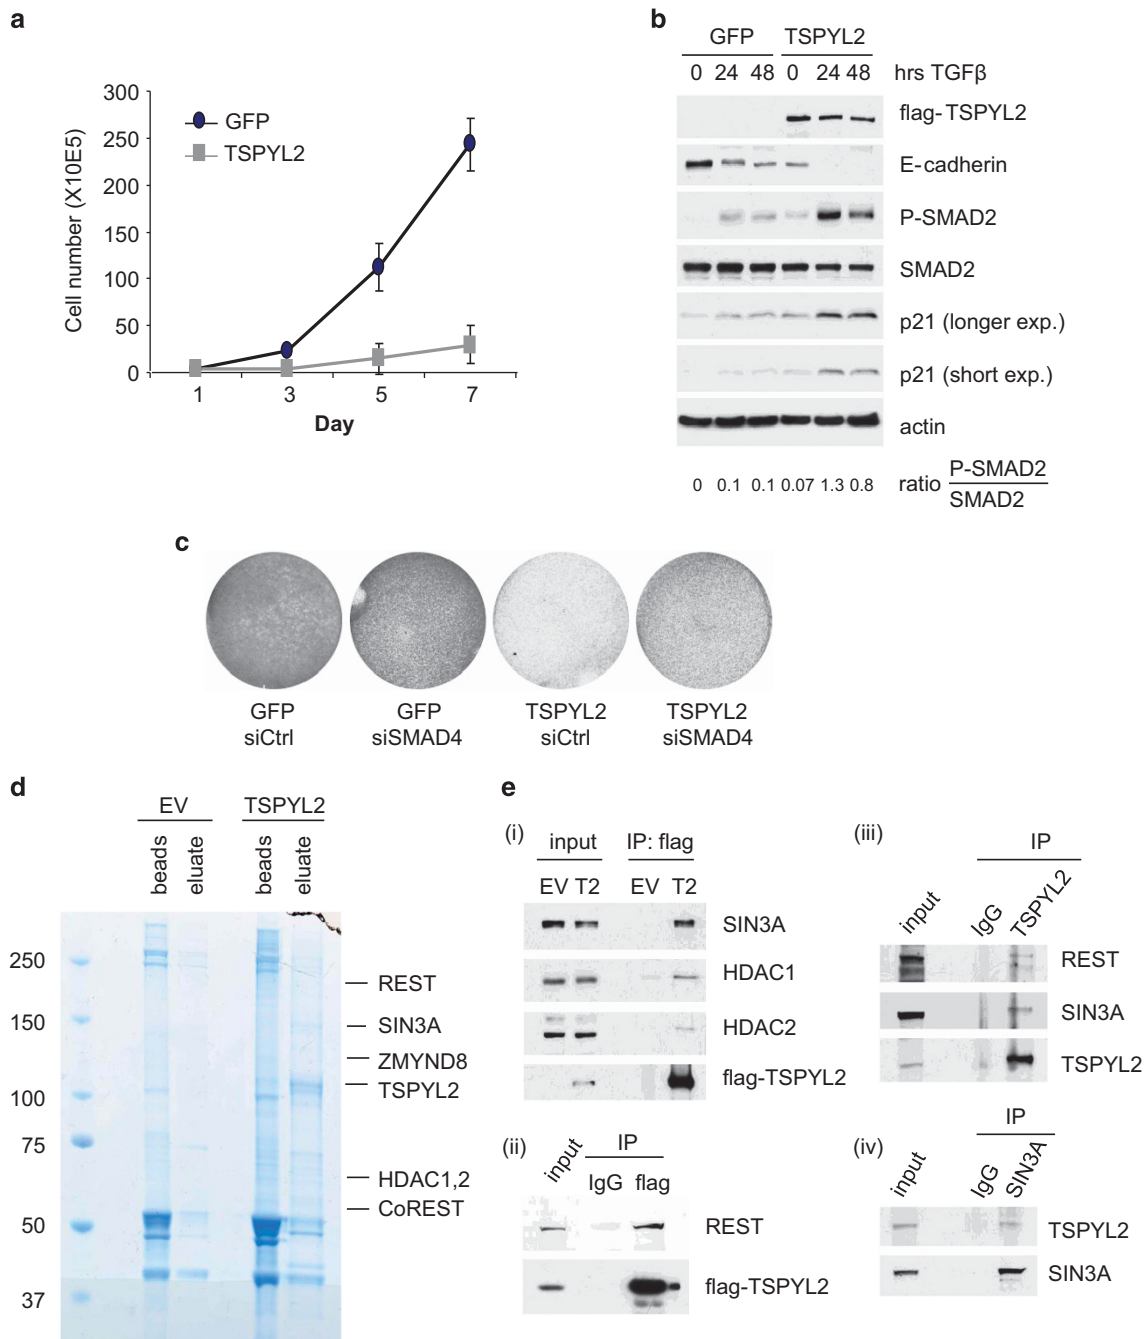 a
300
250
200
150
100
50
0
Cell number (X10E5)
GFP
TSPYL2
1 3 5 7
Day
b
GFP TSPYL2
0 24 48 0 24 48 hrs TGFβ
flag-TSPYL2
E-cadherin
P-SMAD2
SMAD2
p21 (longer exp.)
p21 (short exp.)
actin
0 0.1 0.1 0.07 1.3 0.8 ratio P-SMAD2
SMAD2
c
GFP
siCtrl
GFP
siSMAD4
TSPYL2
siCtrl
TSPYL2
siSMAD4
d
EV TSPYL2
beads eluate beads eluate
250
150
100
75
50
37
REST
SIN3A
ZMYND8
TSPYL2
HDAC1,2
CoREST
e
(i)
input IP: flag
EV T2 EV T2
SIN3A
HDAC1
HDAC2
flag-TSPYL2
(ii)
IP
input IgG flag
REST
flag-TSPYL2
(iii)
IP
input IgG TSPYL2
REST
SIN3A
TSPYL2
(iv)
IP
input IgG SIN3A
TSPYL2
SIN3A